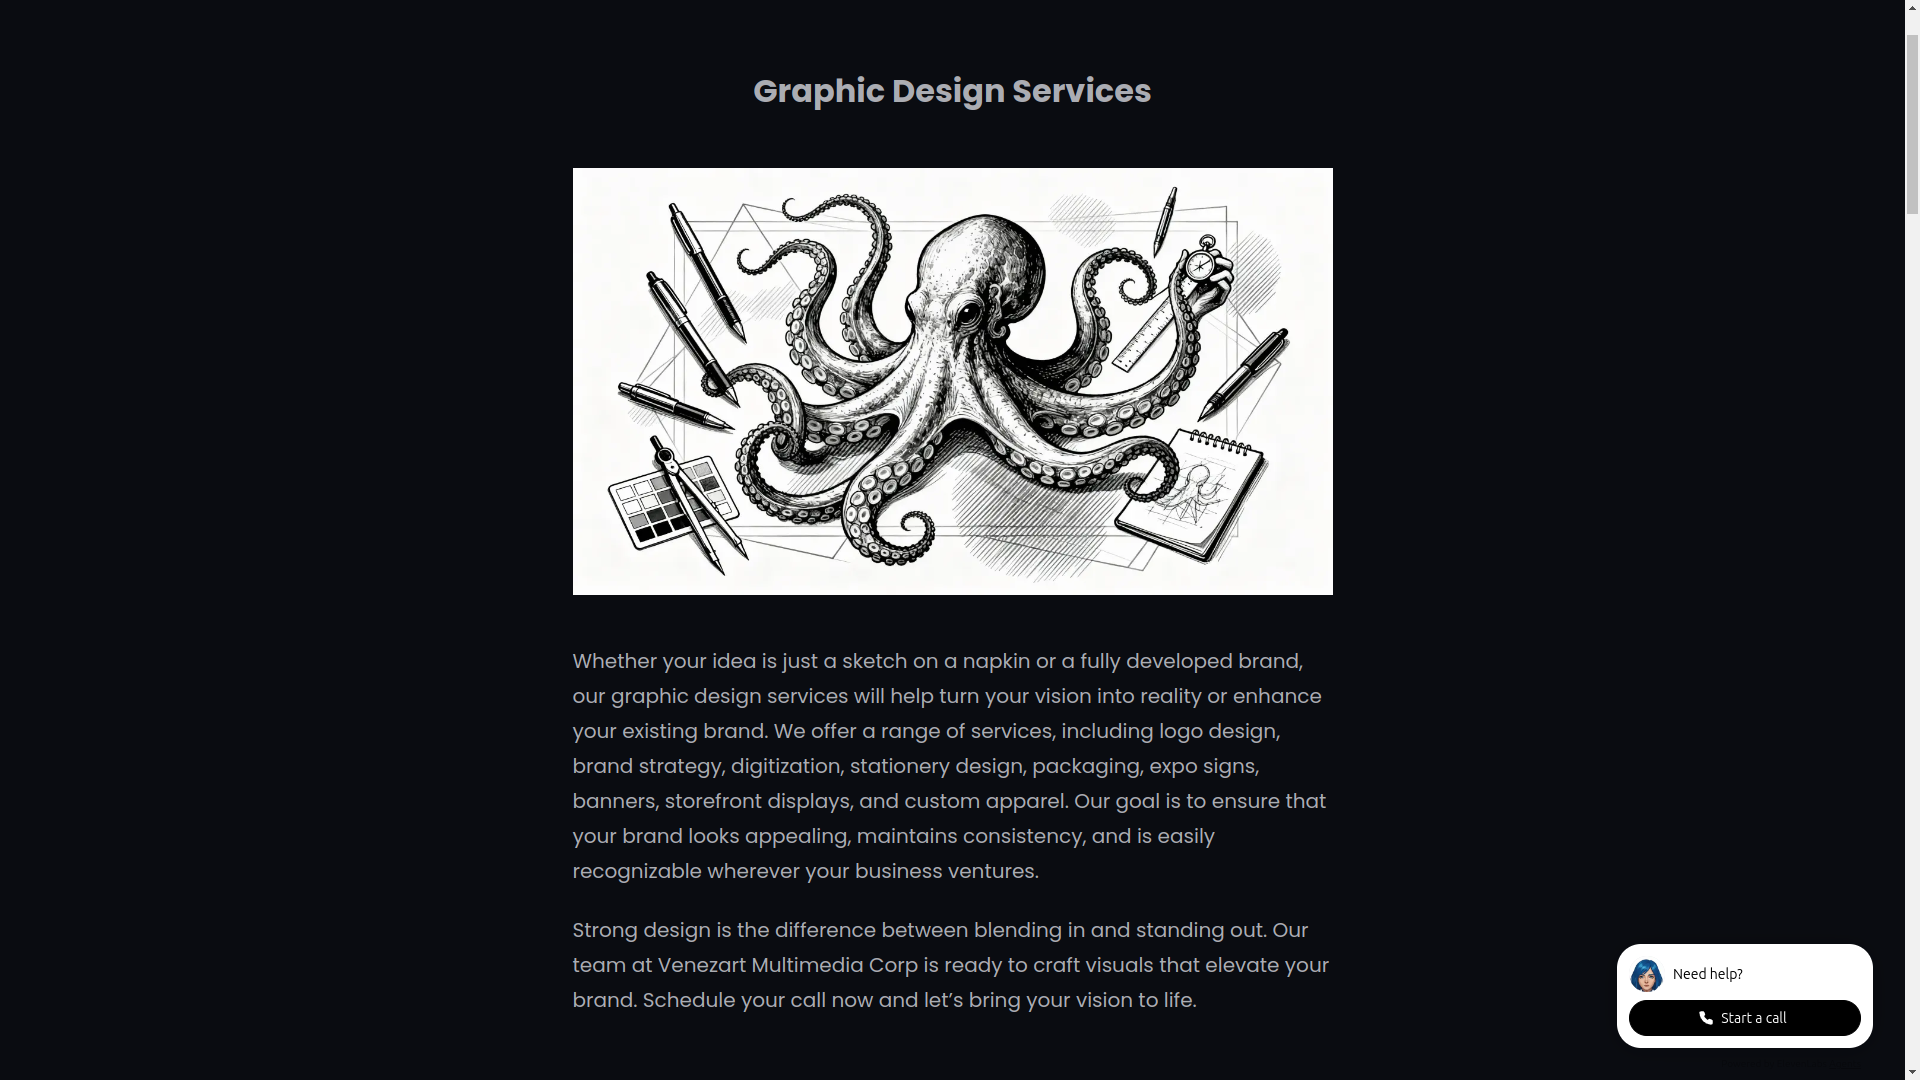 Graphic Design Services
Whether your idea is just a sketch on a napkin or a fully developed brand,
our graphic design services will help turn your vision into reality or enhance
your existing brand. We offer a range of services, including logo design,
brand strategy, digitization, stationery design, packaging, expo signs,
banners, storefront displays, and custom apparel. Our goal is to ensure that
your brand looks appealing, maintains consistency, and is easily
recognizable wherever your business ventures.
Strong design is the difference between blending in and standing out. Our
team at Venezart Multimedia Corp is ready to craft visuals that elevate your
brand. Schedule your call now and let’s bring your vision to life.
Need help?
Start a call